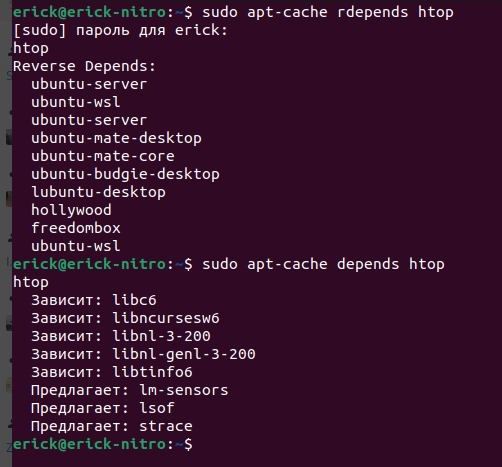 erick@erick-nitro:~$ sudo apt-cache rdepends htop
[sudo] пароль для erick:
htop
Reverse Depends:
  ubuntu-server
  ubuntu-wsl
  ubuntu-server
  ubuntu-mate-desktop
  ubuntu-mate-core
  ubuntu-budgie-desktop
  lubuntu-desktop
  hollywood
  freedombox
  ubuntu-wsl
erick@erick-nitro:~$ sudo apt-cache depends htop
htop
  Зависит: libc6
  Зависит: libncursesw6
  Зависит: libnl-3-200
  Зависит: libnl-genl-3-200
  Зависит: libtinfo6
  Предлагает: lm-sensors
  Предлагает: lsof
  Предлагает: strace
erick@erick-nitro:~$